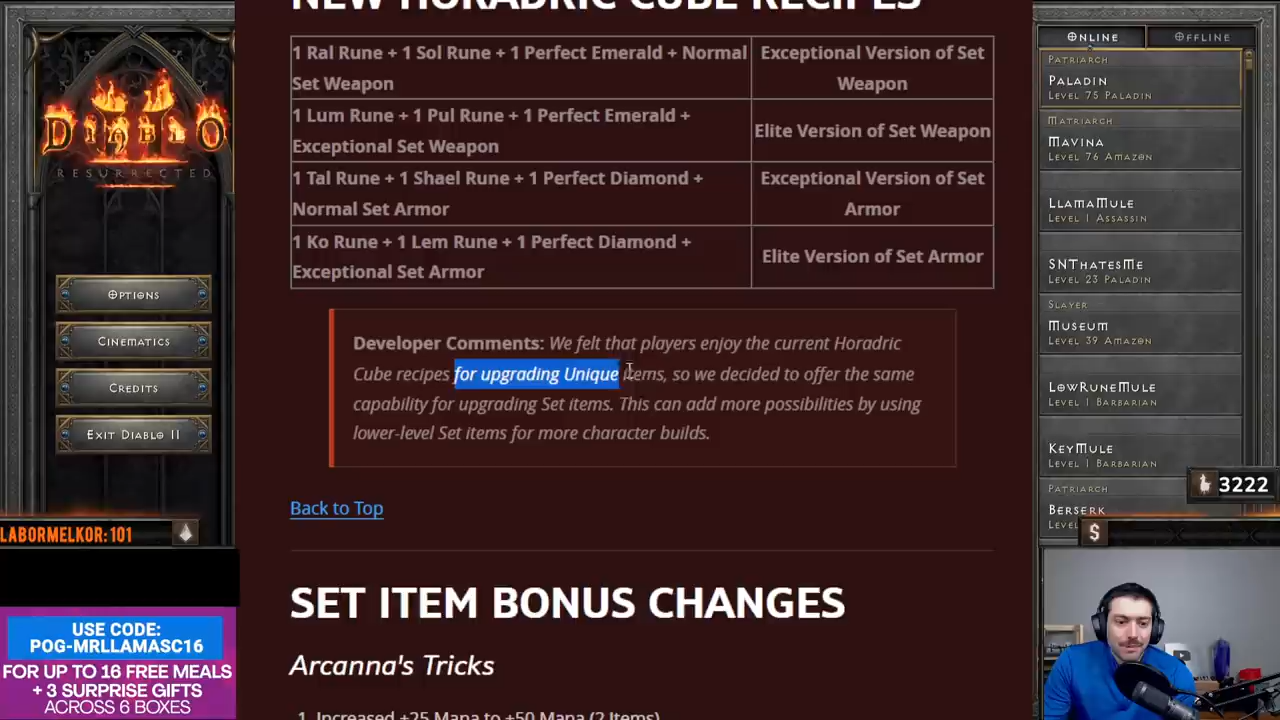 NEW HORADRIC CUBE RECIPES
1 Ral Rune + 1 Sol Rune + 1 Perfect Emerald + Normal
Set Weapon
Exceptional Version of Set
Weapon
1 Lum Rune + 1 Pul Rune + 1 Perfect Emerald +
Exceptional Set Weapon
Elite Version of Set Weapon
1 Tal Rune + 1 Shael Rune + 1 Perfect Diamond +
Normal Set Armor
Exceptional Version of Set
Armor
1 Ko Rune + 1 Lem Rune + 1 Perfect Diamond +
Exceptional Set Armor
Elite Version of Set Armor
Developer Comments: We felt that players enjoy the current Horadric
Cube recipes for upgrading Unique items, so we decided to offer the same
capability for upgrading Set items. This can add more possibilities by using
lower-level Set items for more character builds.
Back to Top
SET ITEM BONUS CHANGES
Arcanna's Tricks
1. Increased +25 Mana to +50 Mana (2 Items)
DIABLO
II
RESURRECTED
Options
Cinematics
Credits
Exit Diablo II
LABORMELKOR: 101
USE CODE:
POG-MRLLAMASC16
FOR UP TO 16 FREE MEALS
+ 3 SURPRISE GIFTS
ACROSS 6 BOXES
Online
Offline
Patriarch
Paladin
Level 75 Paladin
Matriarch
Mavina
Level 76 Amazon
LlamaMule
Level 1 Assassin
SNThatesMe
Level 23 Paladin
Slayer
Museum
Level 39 Amazon
LowRuneMule
Level 1 Barbarian
KeyMule
Level 1 Barbarian
Patriarch
Berserk
3222
$